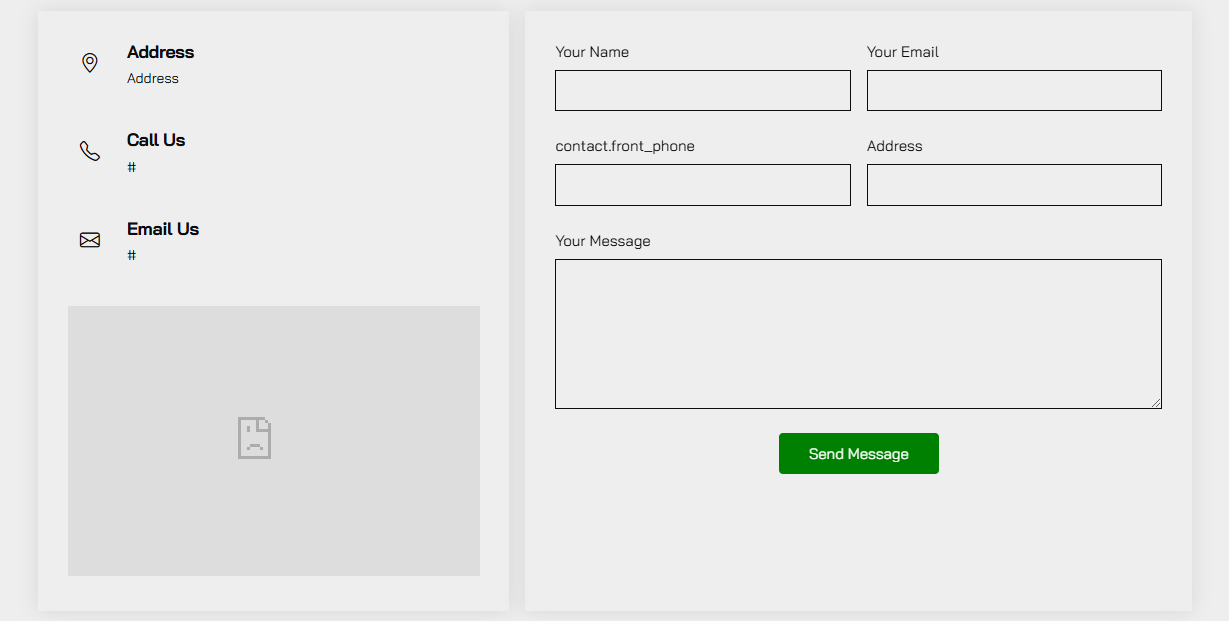 Address
Address
Call Us
#
Email Us
#
Your Name
Your Email
contact.front_phone
Address
Your Message
Send Message